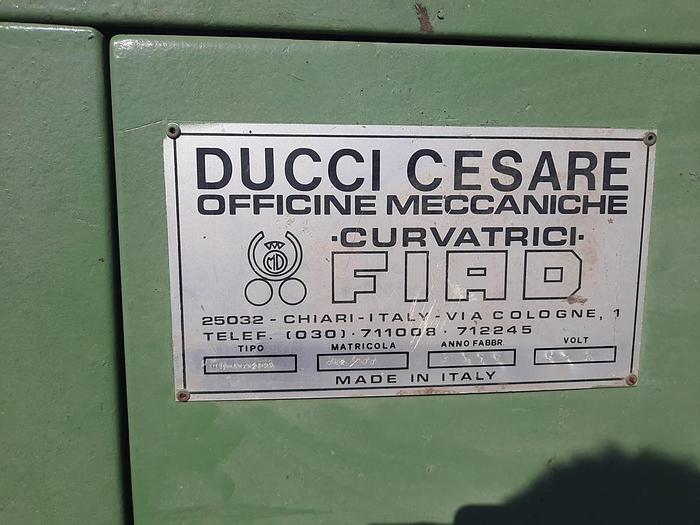 DUCCI CESARE
OFFICINE MECCANICHE
MD
·CURVATRICI·
FIAD
25032 - CHIARI - ITALY - VIA COLOGNE, 1
TELEF. (030) · 711008 · 712245
TIPO MATRICOLA ANNO FABBR. VOLT
MADE IN ITALY